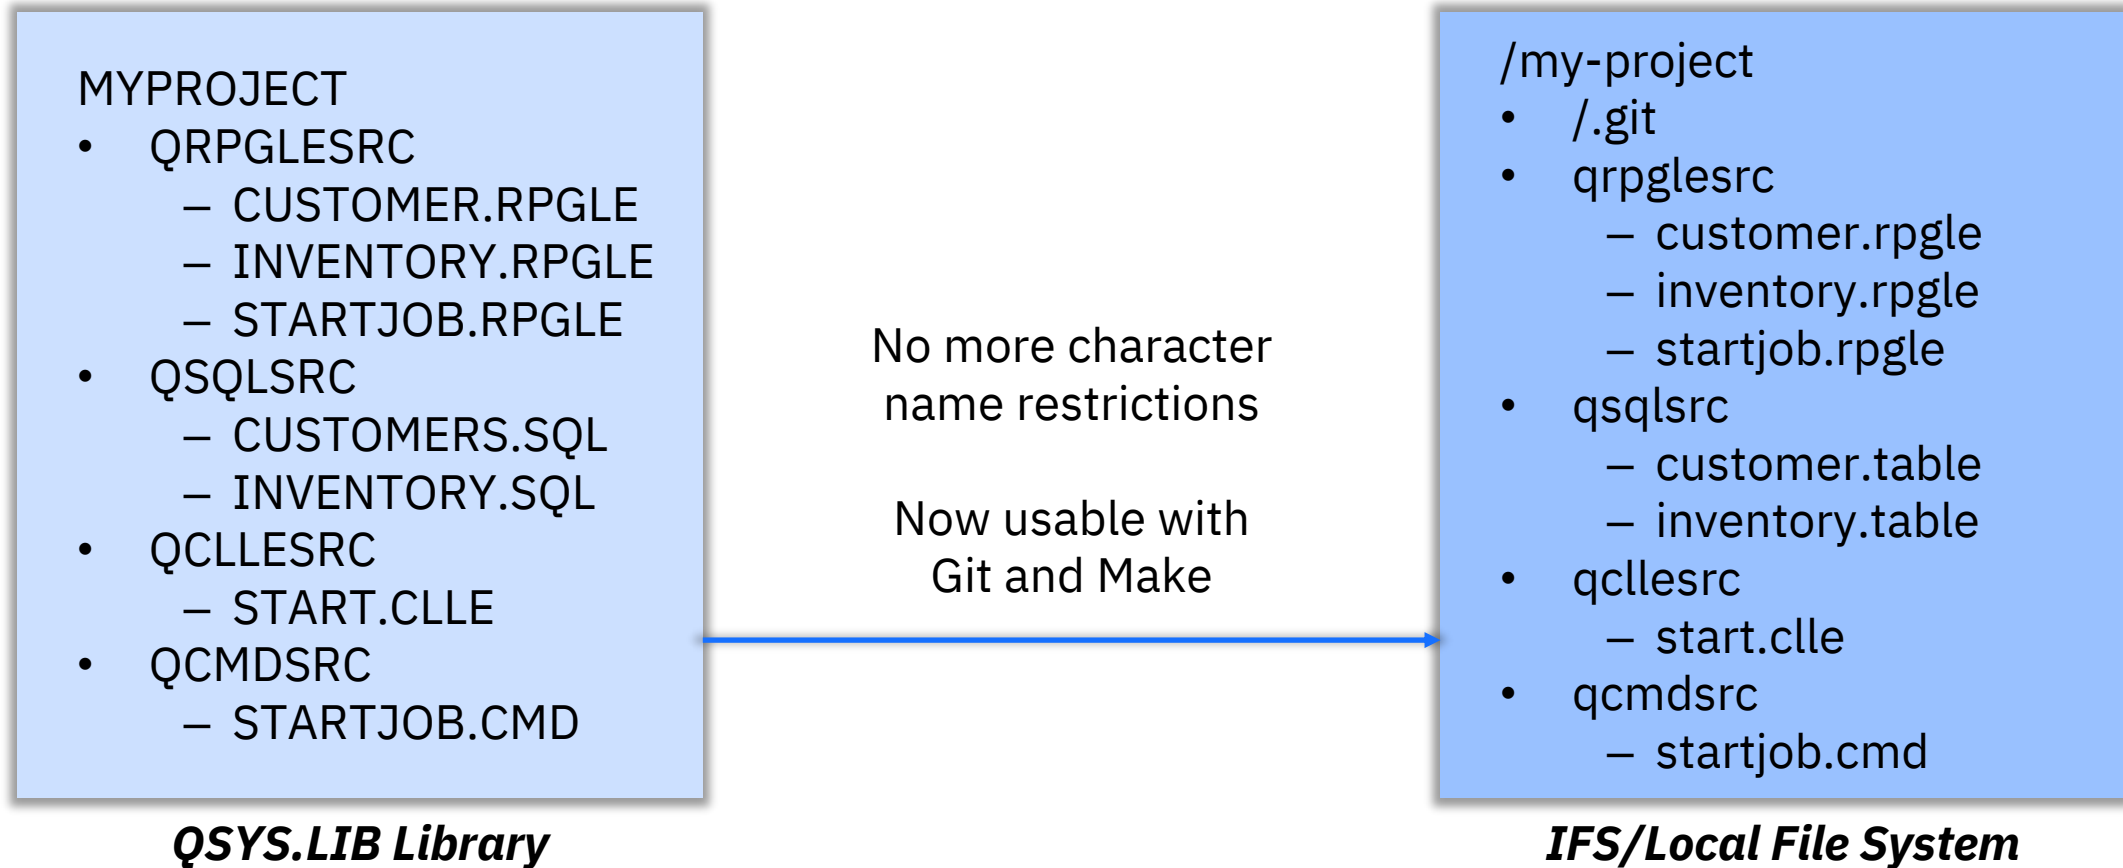 MYPROJECT
• QRPGLESRC
– CUSTOMER.RPGLE
– INVENTORY.RPGLE
– STARTJOB.RPGLE
• QSQLSRC
– CUSTOMERS.SQL
– INVENTORY.SQL
• QCLLESRC
– START.CLLE
• QCMDSRC
– STARTJOB.CMD
QSYS.LIB Library
No more character
name restrictions
Now usable with
Git and Make
/my-project
• /.git
• qrpglesrc
– customer.rpgle
– inventory.rpgle
– startjob.rpgle
• qsqlsrc
– customer.table
– inventory.table
• qcllesrc
– start.clle
• qcmdsrc
– startjob.cmd
IFS/Local File System